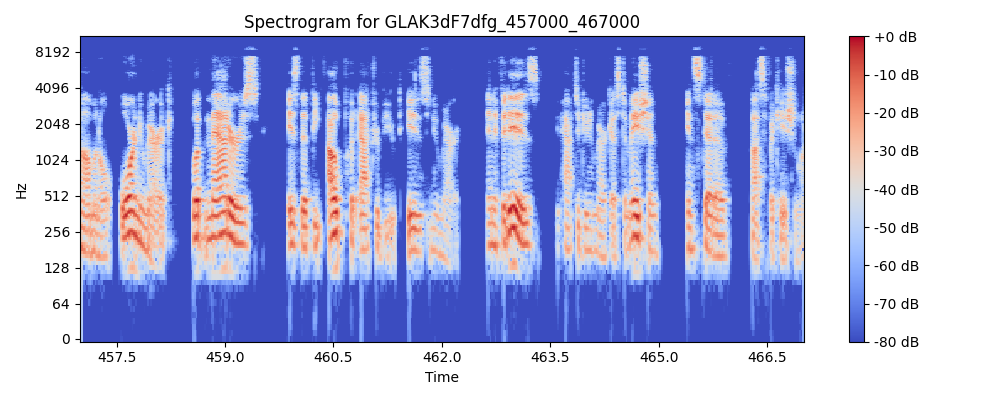 Spectrogram for GLAK3dF7dfg_457000_467000
8192
4096
2048
1024
512
256
128
64
0
Hz
457.5 459.0 460.5 462.0 463.5 465.0 466.5
Time
+0 dB
-10 dB
-20 dB
-30 dB
-40 dB
-50 dB
-60 dB
-70 dB
-80 dB